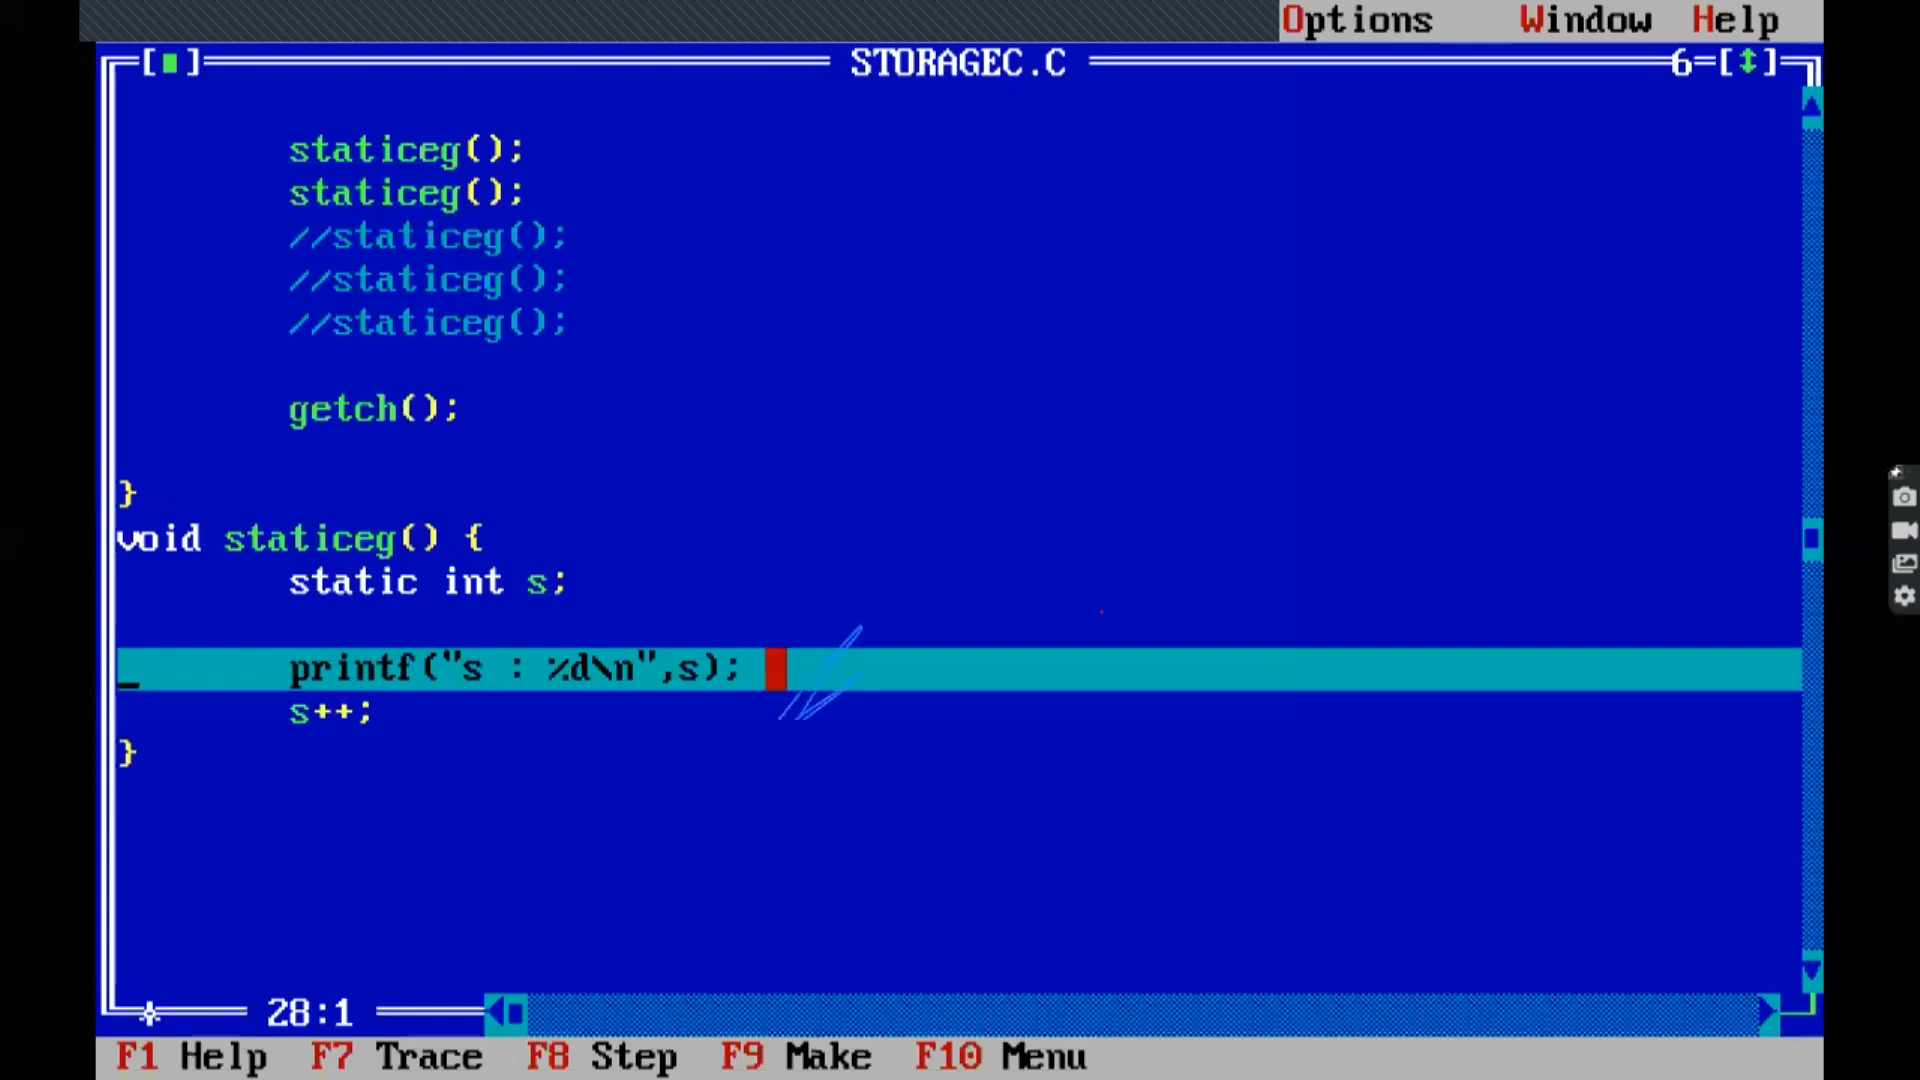 Options Window Help
[■] STORAGEC.C 6=[↕]
staticeg();
staticeg();
//staticeg();
//staticeg();
//staticeg();
getch();
}
void staticeg() {
static int s;
printf("s : %d\n",s);
s++;
}
28:1
F1 Help F7 Trace F8 Step F9 Make F10 Menu